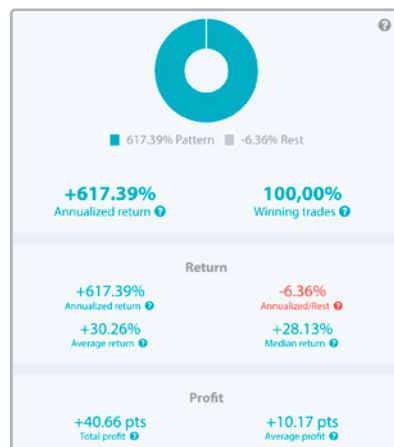 617.39% Pattern -6.36% Rest
+617.39% 100,00%
Annualized return Winning trades
Return
+617.39% -6.36%
Annualized return Annualized/Rest
+30.26% +28.13%
Average return Median return
Profit
+40.66 pts +10.17 pts
Total profit Average profit